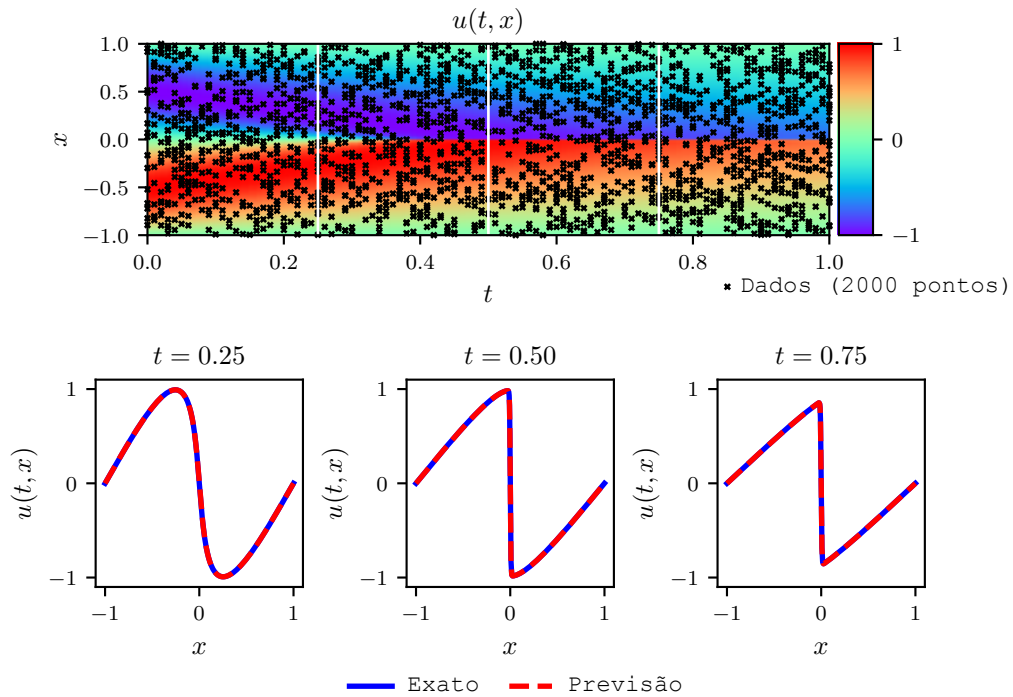 u(t, x)
1.0
0.5
0.0
−0.5
−1.0
x
0.0 0.2 0.4 0.6 0.8 1.0
t
1
0
−1
Dados (2000 pontos)
t = 0.25
t = 0.50
t = 0.75
u(t, x)
1
0
−1
−1 0 1
x
u(t, x)
1
0
−1
−1 0 1
x
u(t, x)
1
0
−1
−1 0 1
x
Exato Previsão